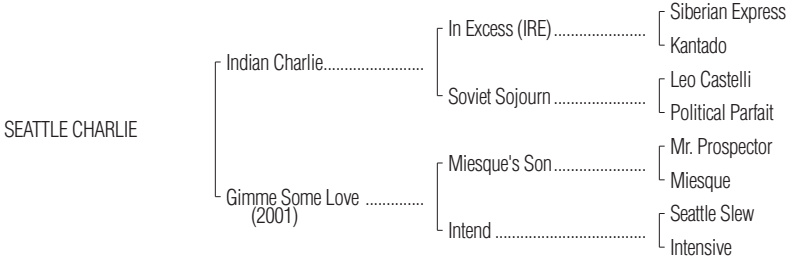 Siberian Express
In Excess (IRE)......................
Kantado
Indian Charlie........................
Leo Castelli
Soviet Sojourn ......................
Political Parfait
SEATTLE CHARLIE
Mr. Prospector
Miesque's Son......................
Miesque
Gimme Some Love ..............
(2001)
Seattle Slew
Intend ....................................
Intensive